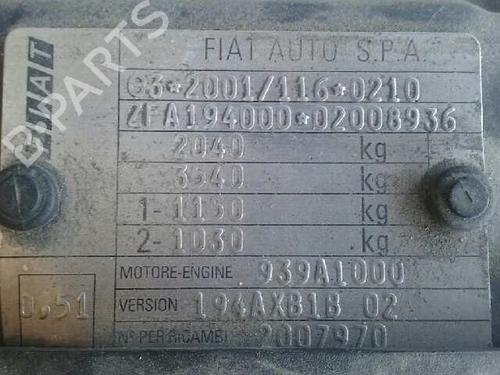 FIAT
FIAT AUTO S.P.A.
e3*2001/116*0210
ZFA194000*02008936
2040 kg
3540 kg
1- 1150 kg
2- 1030 kg
MOTORE-ENGINE 939A1000
0,51 VERSION 194AXB1B 02
N° PER RICAMBI 2007970